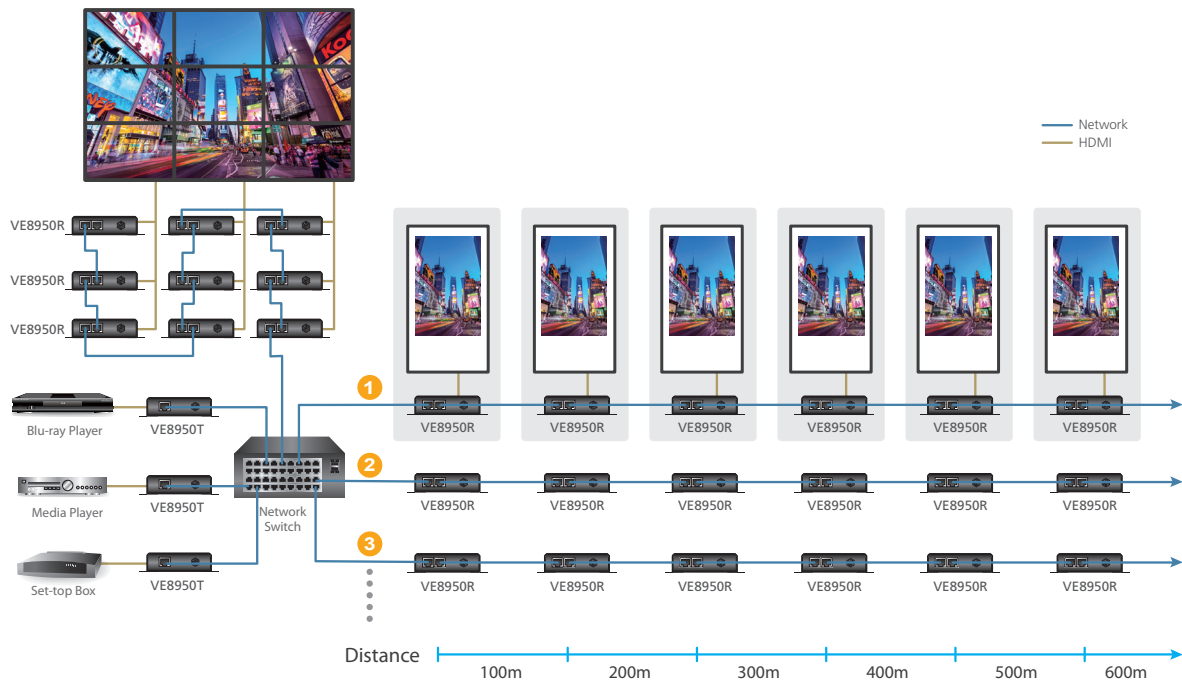 Network
HDMI
VE8950R
VE8950R
VE8950R
Blu-ray Player
VE8950T
Media Player
VE8950T
Set-top Box
VE8950T
Network
Switch
1
VE8950R VE8950R VE8950R VE8950R VE8950R VE8950R
2
VE8950R VE8950R VE8950R VE8950R VE8950R VE8950R
3
VE8950R VE8950R VE8950R VE8950R VE8950R VE8950R
Distance
100m 200m 300m 400m 500m 600m